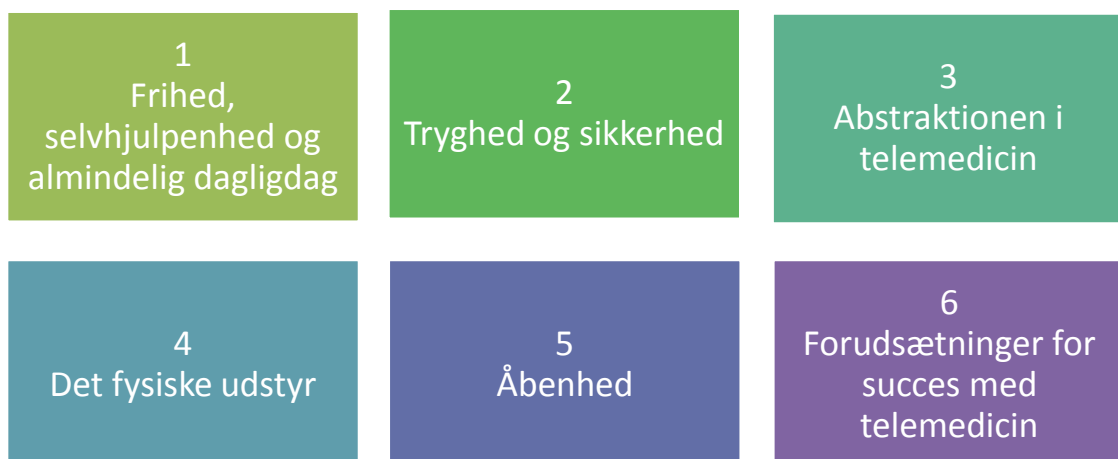 1
Frihed,
selvhjulpenhed og
almindelig dagligdag
2
Tryghed og sikkerhed
3
Abstraktionen i
telemedicin
4
Det fysiske udstyr
5
Åbenhed
6
Forudsætninger for
succes med
telemedicin